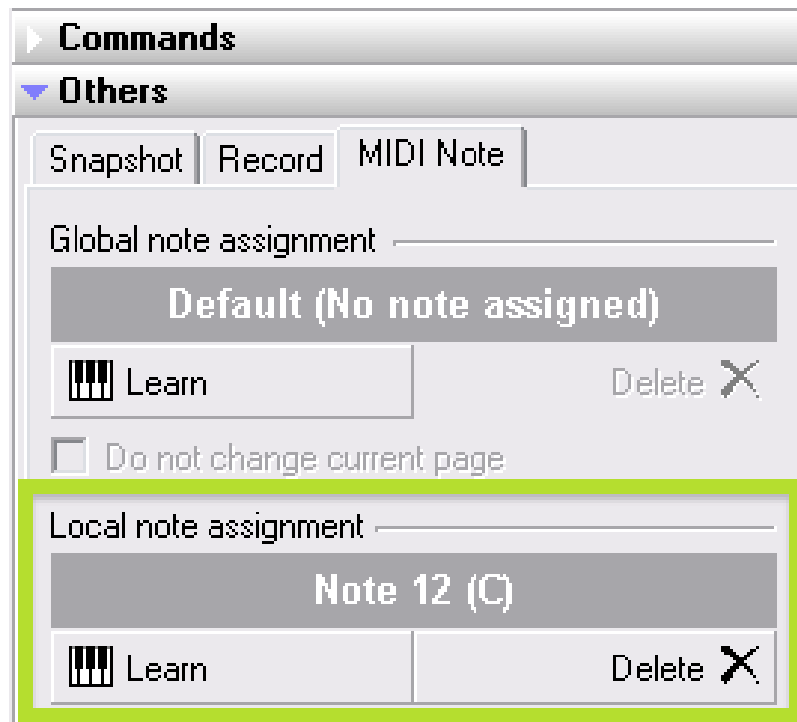 Commands
Others
Snapshot Record MIDI Note
Global note assignment
Default (No note assigned)
Learn Delete
Do not change current page
Local note assignment
Note 12 (C)
Learn Delete